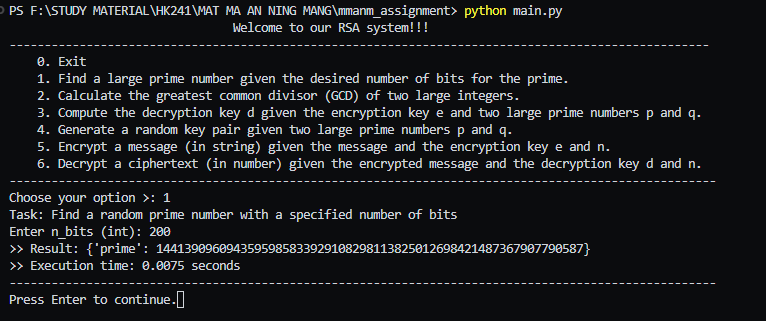 PS F:\STUDY MATERIAL\HK241\MAT MA AN NING MANG\mmanm_assignment> python main.py
Welcome to our RSA system!!!
----------------------------------------------------------------------------------------------------
0. Exit
1. Find a large prime number given the desired number of bits for the prime.
2. Calculate the greatest common divisor (GCD) of two large integers.
3. Compute the decryption key d given the encryption key e and two large prime numbers p and q.
4. Generate a random key pair given two large prime numbers p and q.
5. Encrypt a message (in string) given the message and the encryption key e and n.
6. Decrypt a ciphertext (in number) given the encrypted message and the decryption key d and n.
----------------------------------------------------------------------------------------------------
Choose your option >: 1
Task: Find a random prime number with a specified number of bits
Enter n_bits (int): 200
>> Result: {'prime': 1441390960943595985833929108298113825012698421487367907790587}
>> Execution time: 0.0075 seconds
----------------------------------------------------------------------------------------------------
Press Enter to continue.